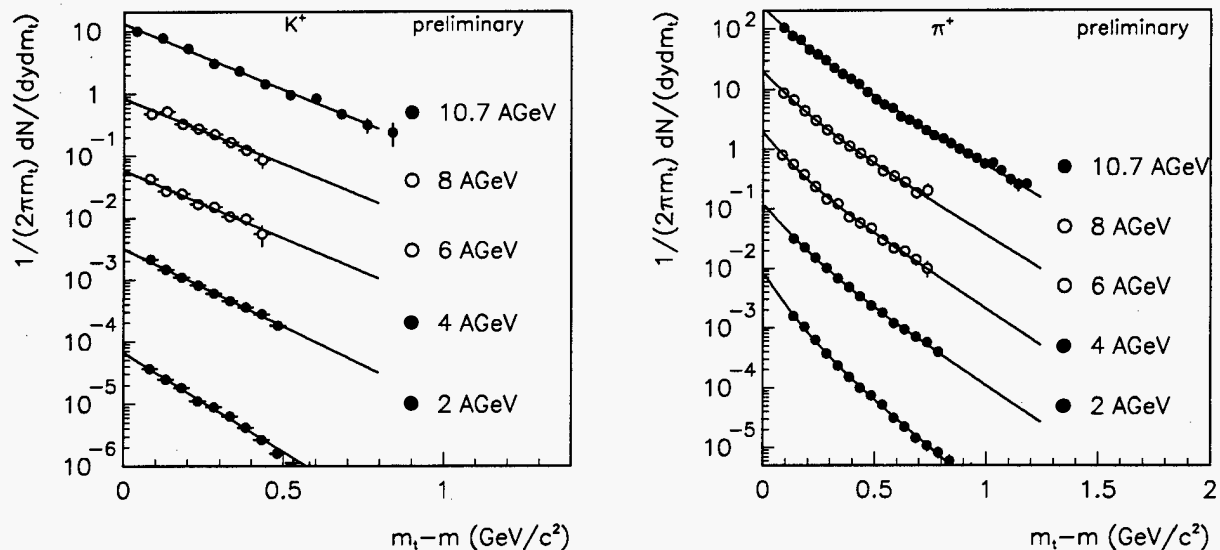 K⁺ preliminary
1/(2πmₜ) dN/(dydmₜ)
10
1
10⁻¹
10⁻²
10⁻³
10⁻⁴
10⁻⁵
10⁻⁶
10.7 AGeV
8 AGeV
6 AGeV
4 AGeV
2 AGeV
0 0.5 1
mₜ−m (GeV/c²)
π⁺ preliminary
1/(2πmₜ) dN/(dydmₜ)
10²
10
1
10⁻¹
10⁻²
10⁻³
10⁻⁴
10⁻⁵
10.7 AGeV
8 AGeV
6 AGeV
4 AGeV
2 AGeV
0 0.5 1 1.5 2
mₜ−m (GeV/c²)